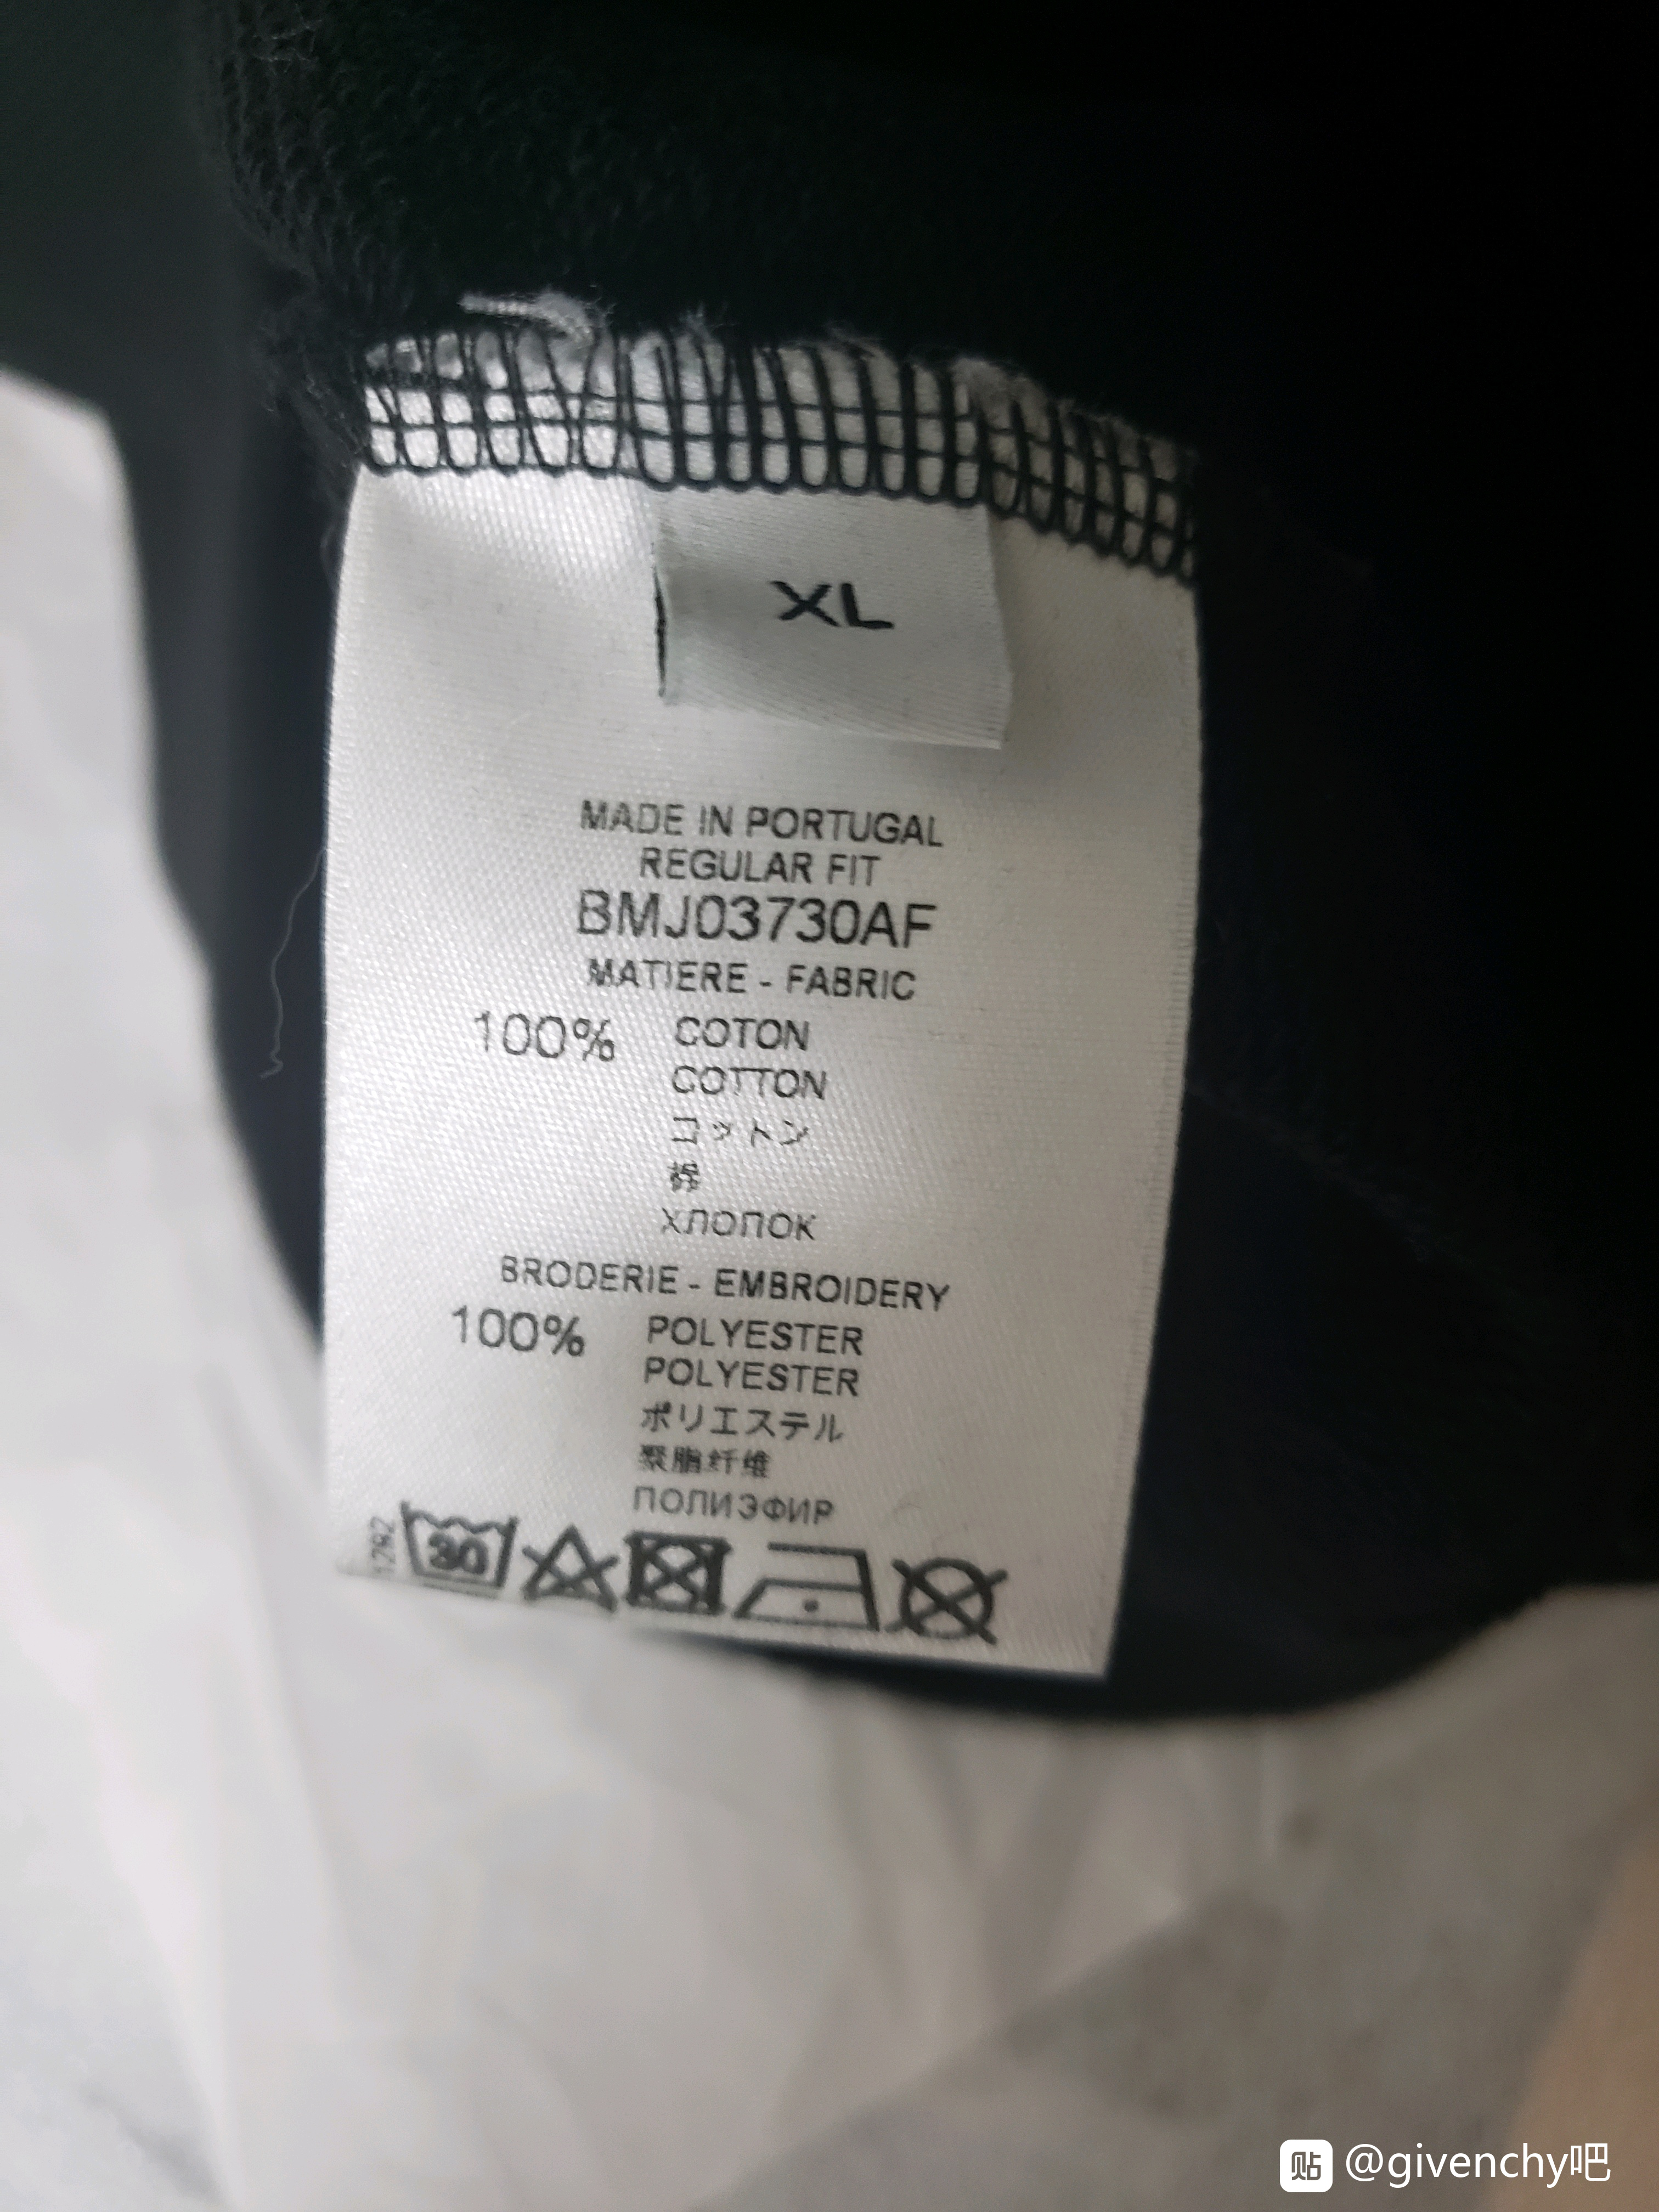 XL
MADE IN PORTUGAL
REGULAR FIT
BMJ03730AF
MATIERE - FABRIC
100% COTON
COTTON
コットン
棉
ХЛОПОК
BRODERIE - EMBROIDERY
100% POLYESTER
POLYESTER
ポリエステル
聚脂纤维
ПОЛИЭФИР
30
贴 @givenchy吧